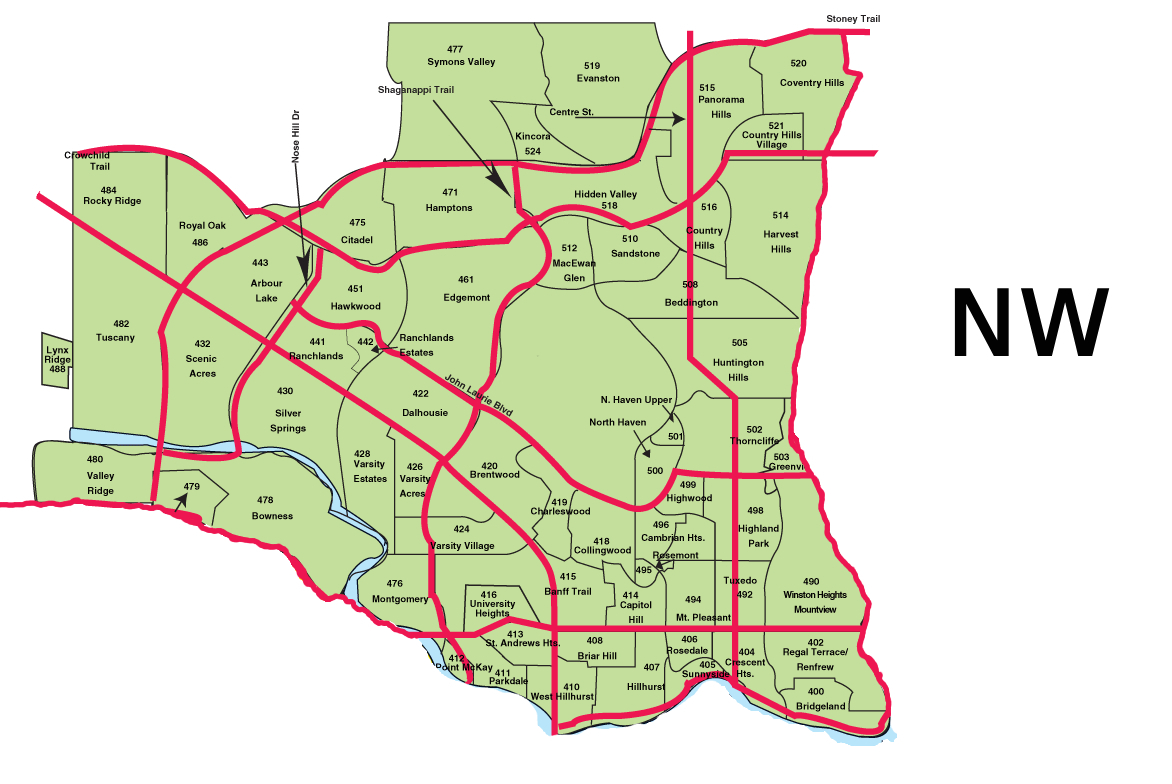 Stoney Trail
477
Symons Valley
519
Evanston
520
Coventry Hills
Shaganappi Trail
515
Panorama
Hills
Centre St.
521
Country Hills
Village
Nose Hill Dr
Kincora
524
Crowchild
Trail
484
Rocky Ridge
471
Hamptons
Hidden Valley
518
516
Country
Hills
514
Harvest
Hills
Royal Oak
486
475
Citadel
512
MacEwan
Glen
510
Sandstone
443
Arbour
Lake
451
Hawkwood
461
Edgemont
508
Beddington
NW
482
Tuscany
432
Scenic
Acres
441
Ranchlands
442
Ranchlands
Estates
505
Huntington
Hills
Lynx
Ridge
488
430
Silver
Springs
422
Dalhousie
John Laurie Blvd
N. Haven Upper
North Haven
501
500
502
Thorncliffe
503
Greenvi
480
Valley
Ridge
479
478
Bowness
428
Varsity
Estates
426
Varsity
Acres
420
Brentwood
419
Charleswood
499
Highwood
498
Highland
Park
424
Varsity Village
418
Collingwood
496
Cambrian Hts.
Rosemont
495
476
Montgomery
416
University
Heights
415
Banff Trail
414
Capitol
Hill
494
Mt. Pleasant
Tuxedo
492
490
Winston Heights
Mountview
413
St. Andrews Hts.
408
Briar Hill
406
Rosedale
404
Crescent
Hts.
402
Regal Terrace/
Renfrew
412
Point McKay
411
Parkdale
410
West Hillhurst
407
Hillhurst
405
Sunnyside
400
Bridgeland